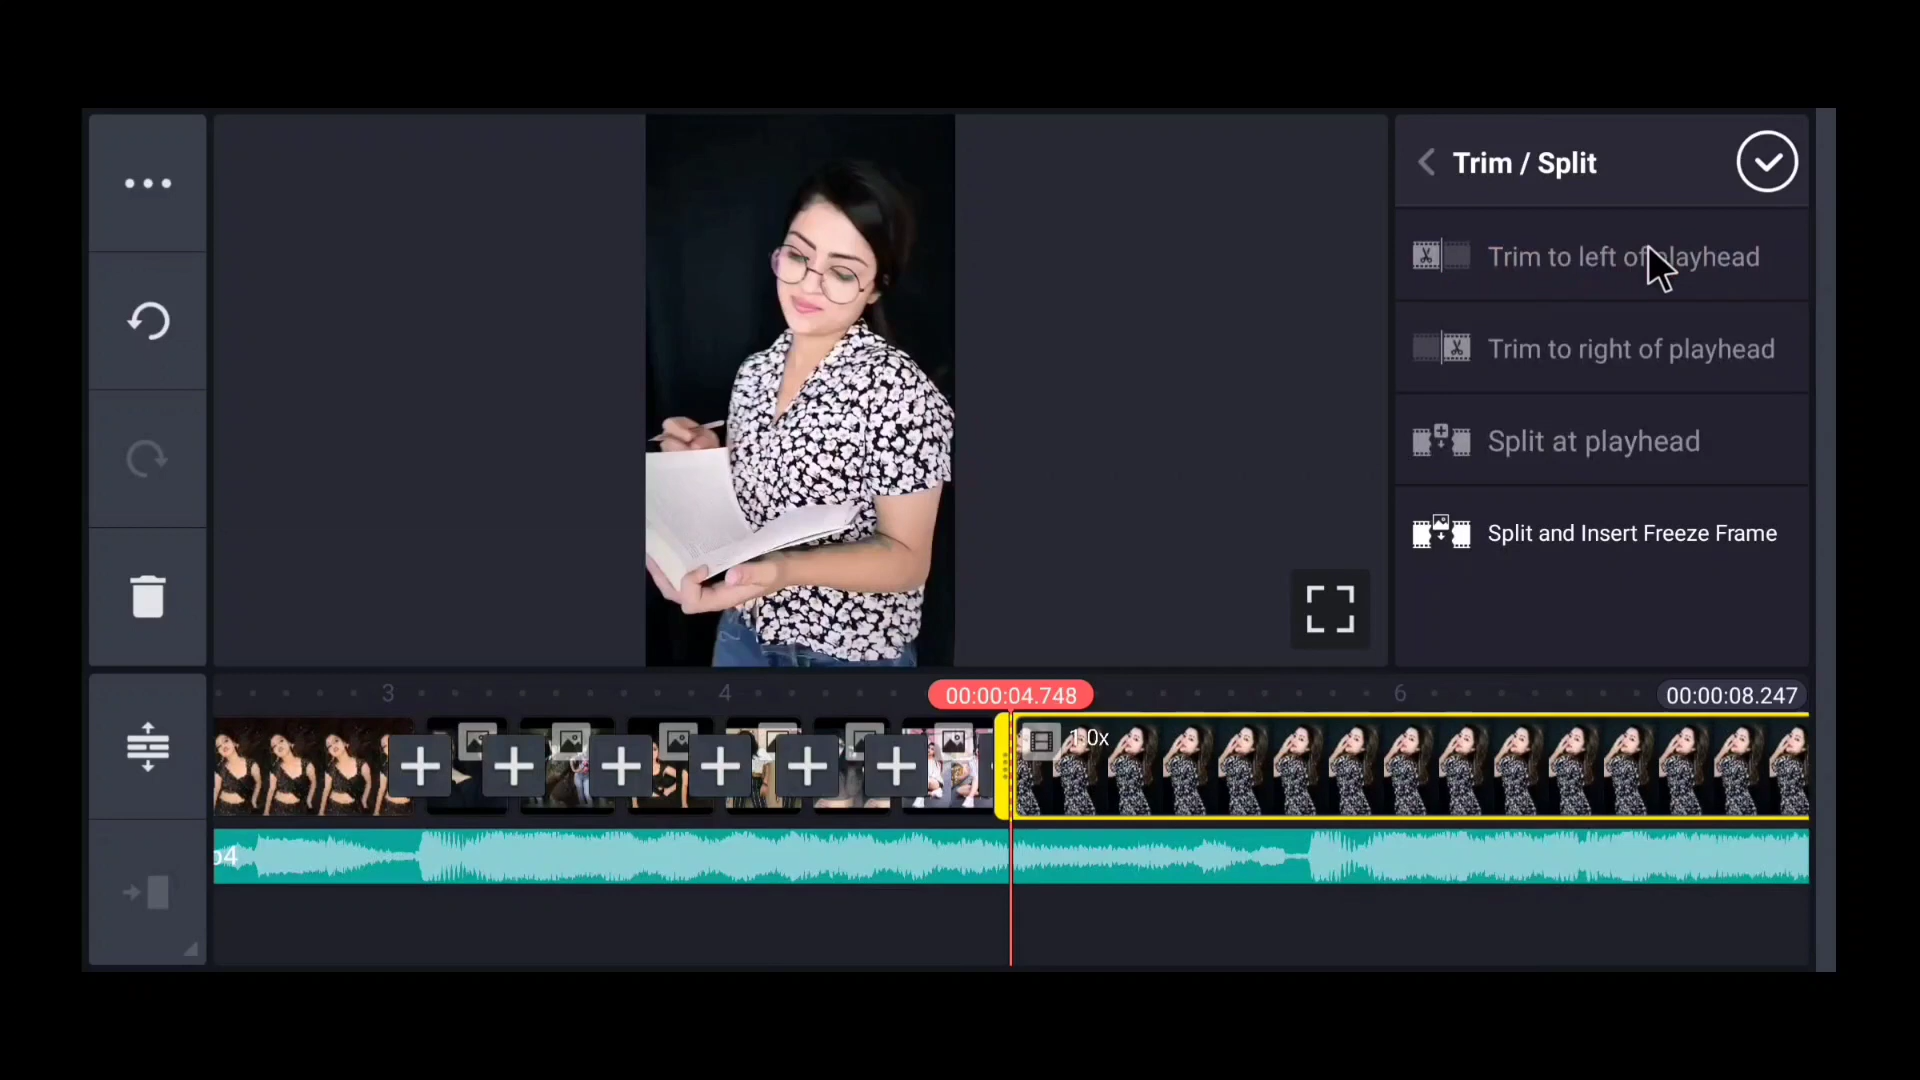 Trim / Split
Trim to left of playhead
Trim to right of playhead
Split at playhead
Split and Insert Freeze Frame
3
4
00:00:04.748
6
00:00:08.247
1.0x
p4